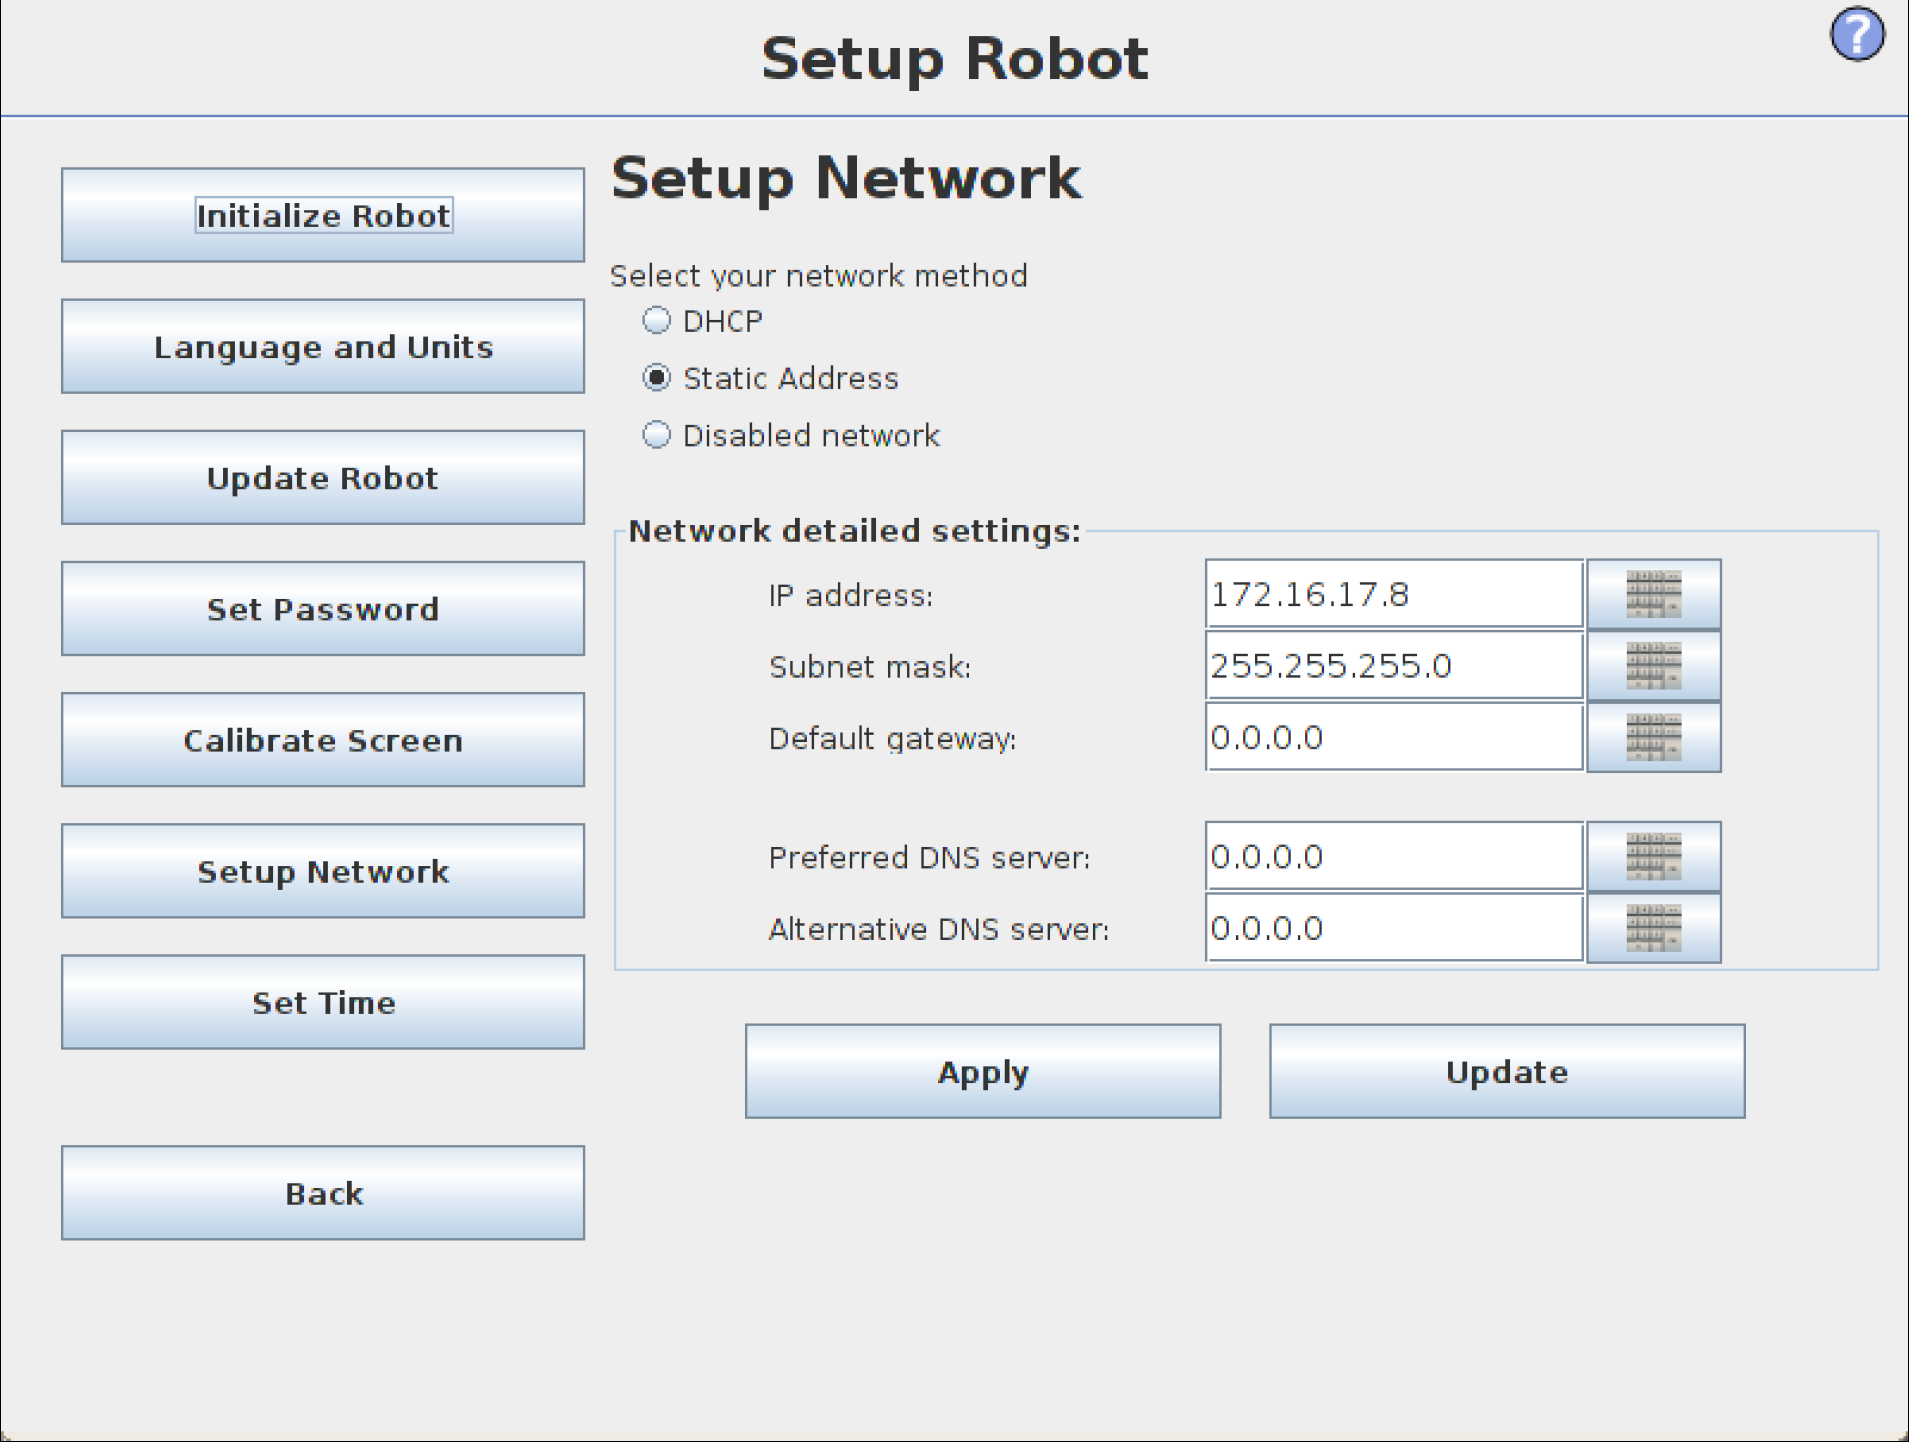 Setup Robot
?
Initialize Robot
Language and Units
Update Robot
Set Password
Calibrate Screen
Setup Network
Set Time
Back
Setup Network
Select your network method
DHCP
Static Address
Disabled network
Network detailed settings:
IP address: 172.16.17.8
Subnet mask: 255.255.255.0
Default gateway: 0.0.0.0
Preferred DNS server: 0.0.0.0
Alternative DNS server: 0.0.0.0
Apply Update